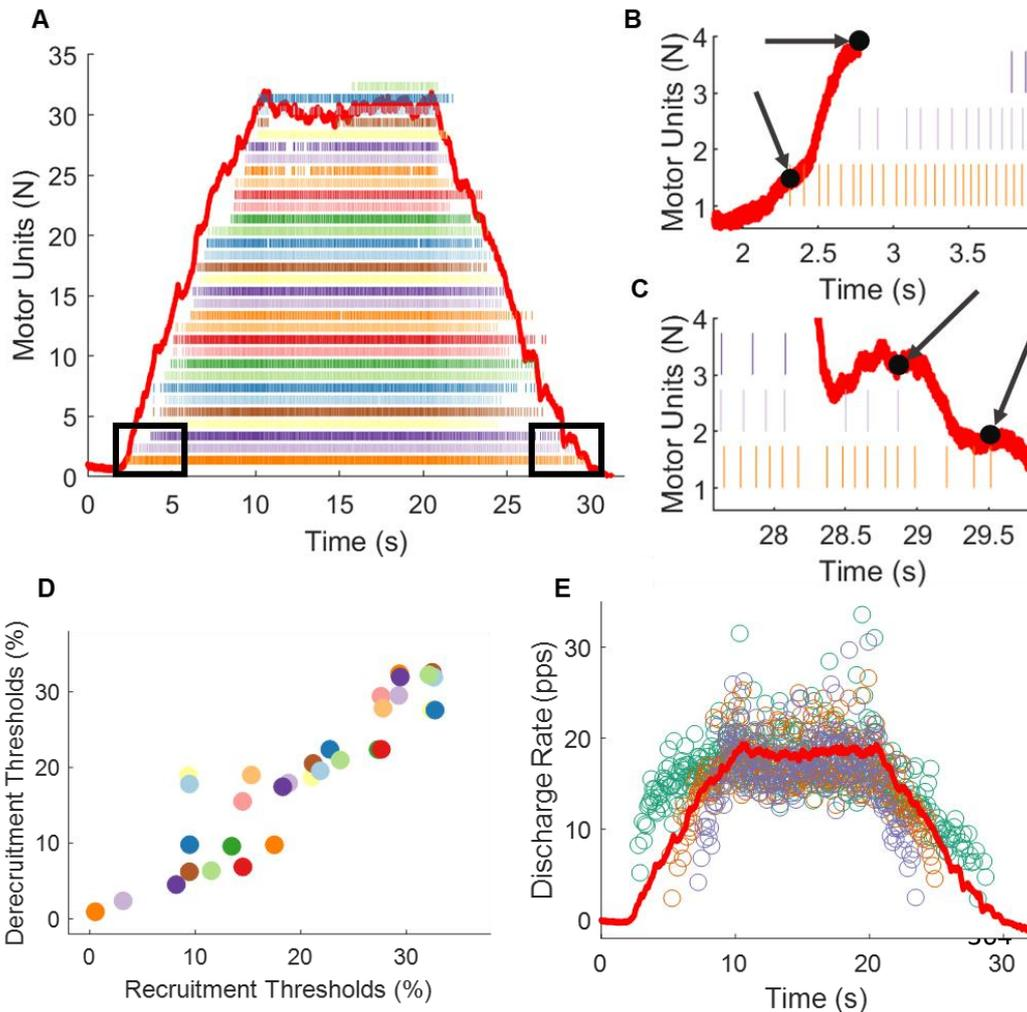 A
35
30
25
20
15
10
5
0
Motor Units (N)
0 5 10 15 20 25 30
Time (s)
B
4
3
2
1
Motor Units (N)
2 2.5 3 3.5
Time (s)
C
4
3
2
1
Motor Units (N)
28 28.5 29 29.5
Time (s)
D
30
20
10
0
Derecruitment Thresholds (%)
0 10 20 30
Recruitment Thresholds (%)
E
30
20
10
0
Discharge Rate (pps)
0 10 20 30
Time (s)